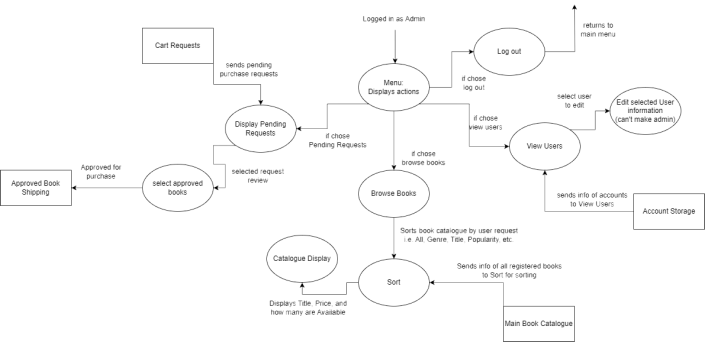 Logged in as Admin
returns to
main menu
Cart Requests
Log out
sends pending
purchase requests
Menu:
Displays actions
if chose
log out
select user
to edit
Edit selected User
information
(can't make admin)
Display Pending
Requests
if chose
Pending Requests
if chose
view users
View Users
if chose
browse books
Approved for
purchase
selected request
review
Approved Book
Shipping
select approved
books
Browse Books
sends info of accounts
to View Users
Account Storage
Sorts book catalogue by user request
i.e. All, Genre, Title, Popularity, etc.
Catalogue Display
Sends info of all registered books
to Sort for sorting
Sort
Displays Title, Price, and
how many are Available
Main Book Catalogue